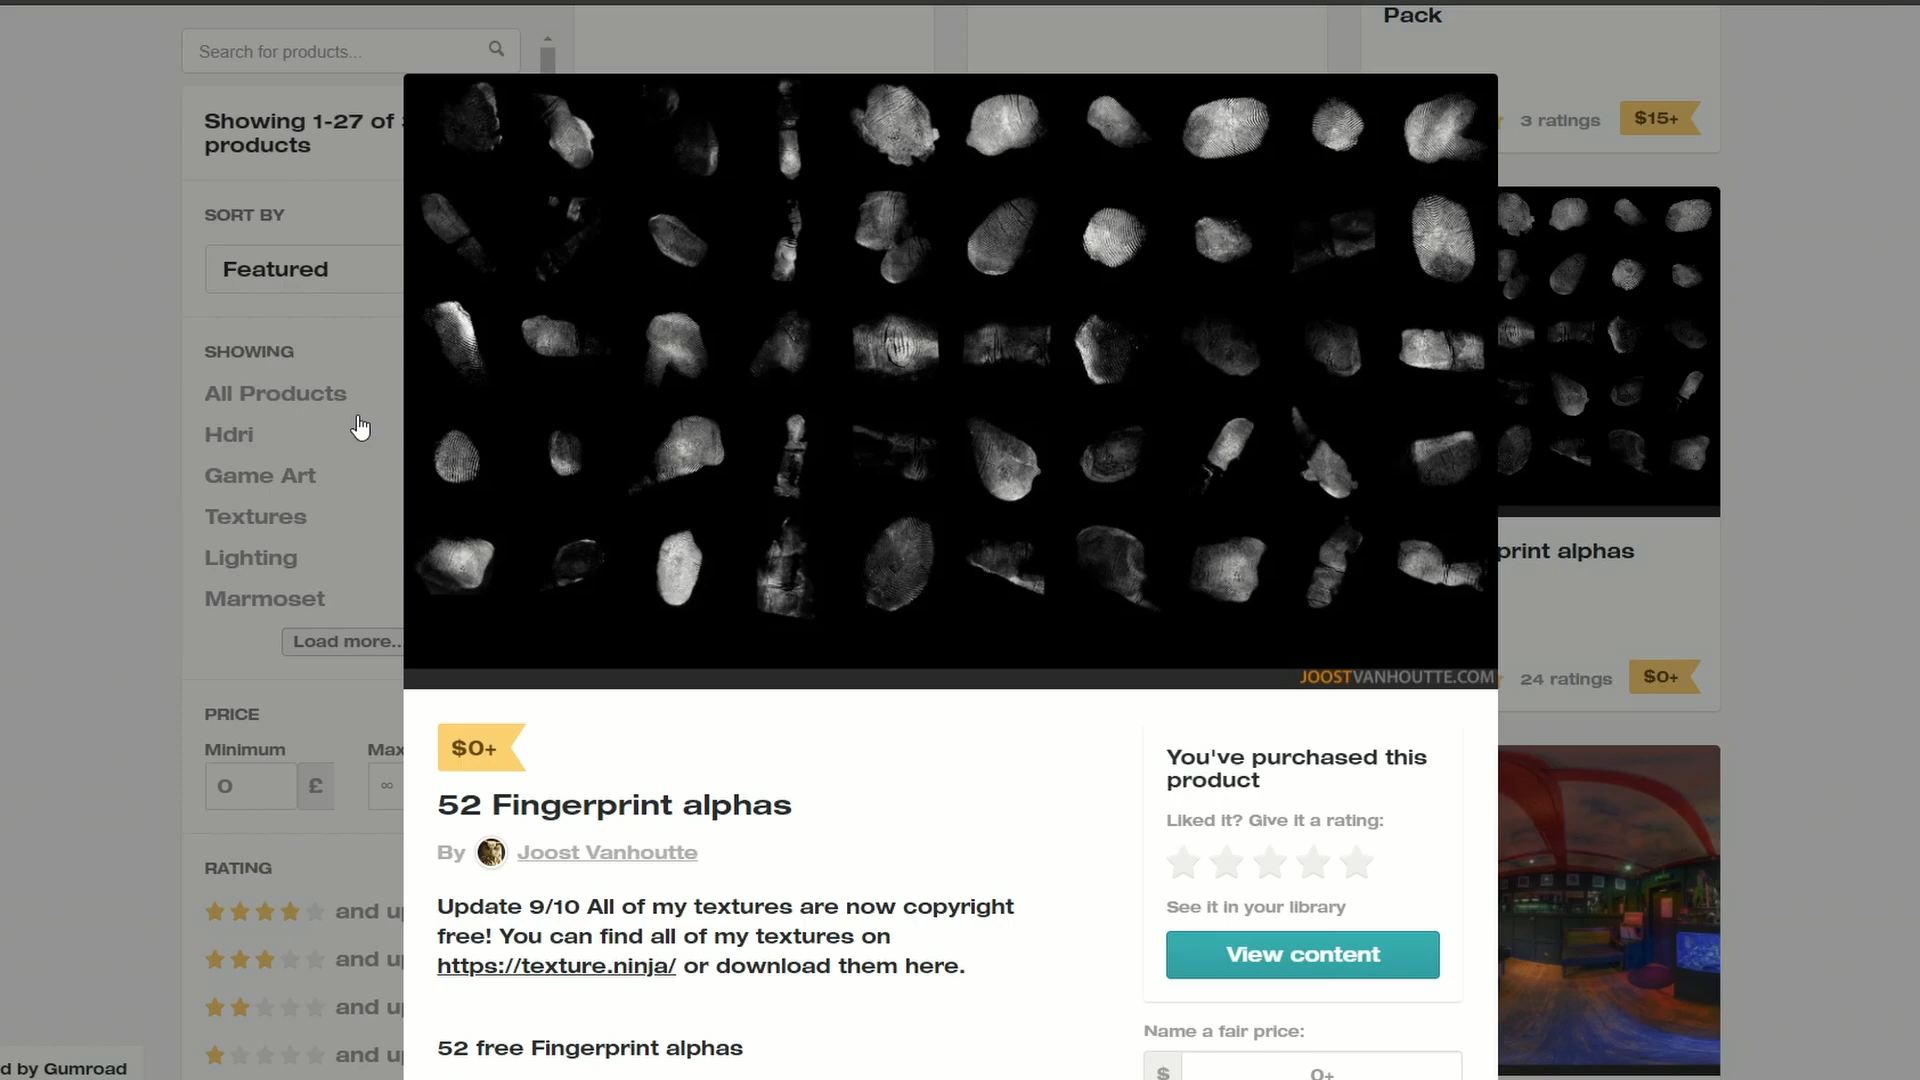 Search for products...
Showing 1-27 of
products
SORT BY
Featured
SHOWING
All Products
Hdri
Game Art
Textures
Lighting
Marmoset
Load more...
PRICE
Minimum
Max
0
£
∞
RATING
and up
and up
and up
and up
d by Gumroad
JOOSTVANHOUTTE.COM
$0+
52 Fingerprint alphas
By Joost Vanhoutte
Update 9/10 All of my textures are now copyright
free! You can find all of my textures on
https://texture.ninja/ or download them here.
52 free Fingerprint alphas
You've purchased this
product
Liked it? Give it a rating:
See it in your library
View content
Name a fair price:
$
0+
Pack
3 ratings
$15+
print alphas
24 ratings
$0+